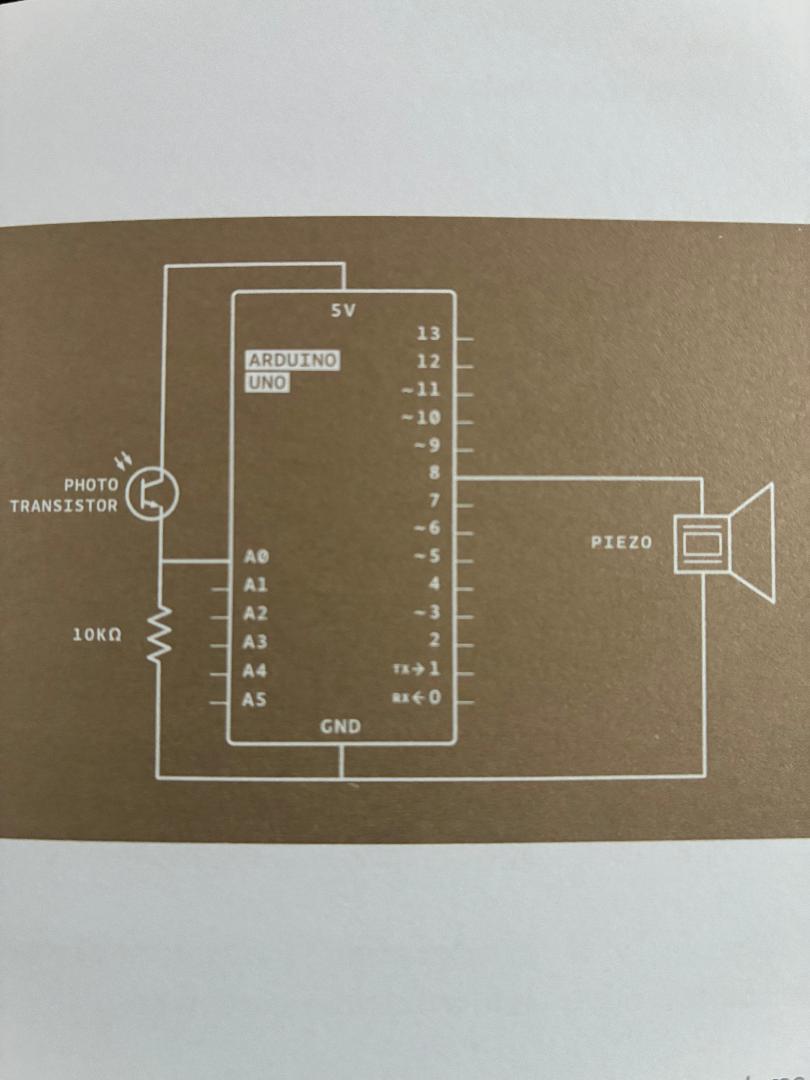 5V
ARDUINO
UNO
13
12
~11
~10
~9
8
7
~6
~5
4
~3
2
TX→1
RX←0
A0
A1
A2
A3
A4
A5
GND
PHOTO
TRANSISTOR
10KΩ
PIEZO